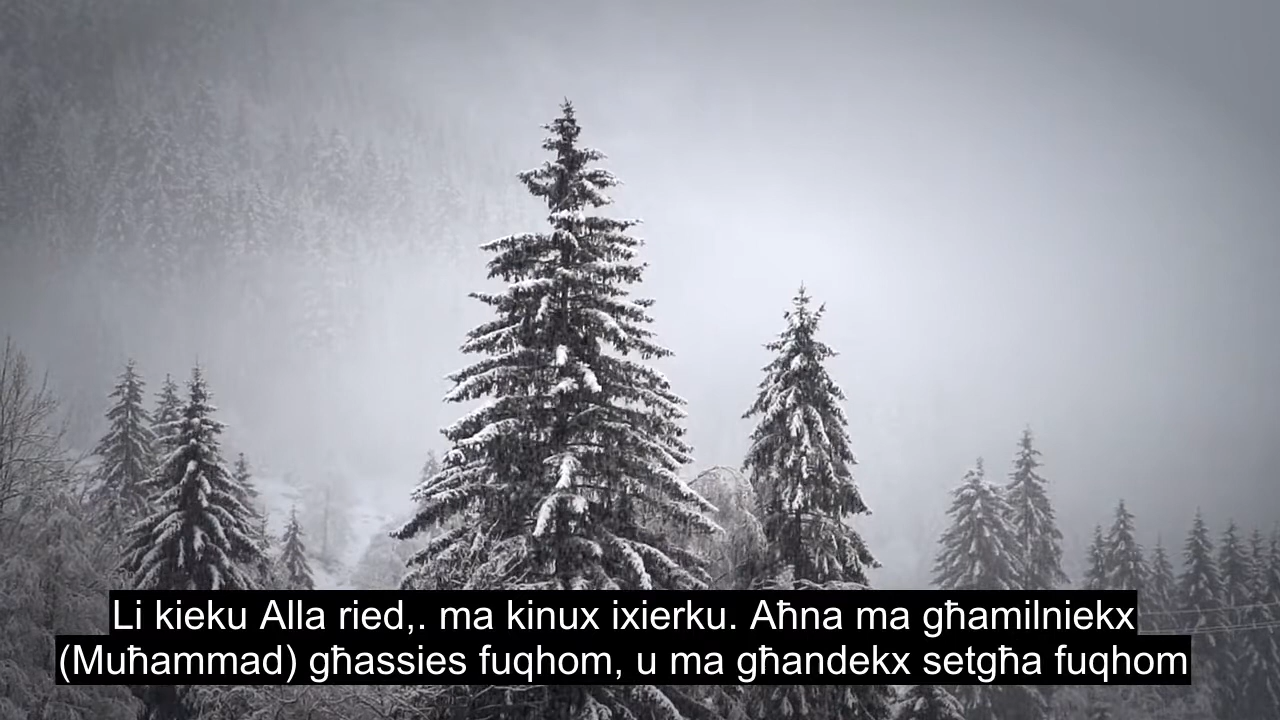 Li kieku Alla ried,. ma kinux ixierku. Aħna ma għamilniekx
(Muħammad) għassies fuqhom, u ma għandekx setgħa fuqhom